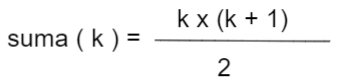 k x (k + 1)
suma ( k ) =
2